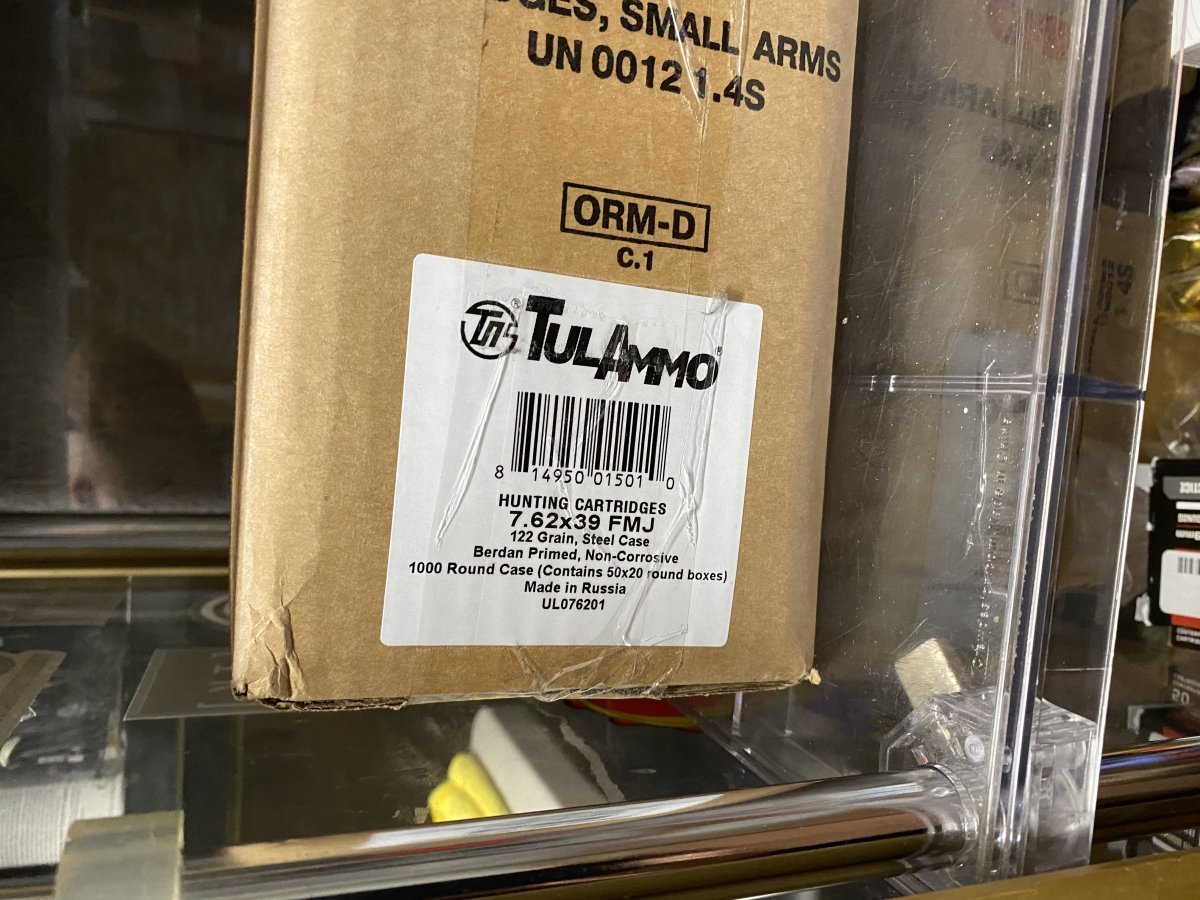 SMALL ARMS
UN 0012 1.4S
ORM-D
C.1
TULAMMO
8 14950 01501 0
HUNTING CARTRIDGES
7.62x39 FMJ
122 Grain, Steel Case
Berdan Primed, Non-Corrosive
1000 Round Case (Contains 50x20 round boxes)
Made in Russia
UL076201